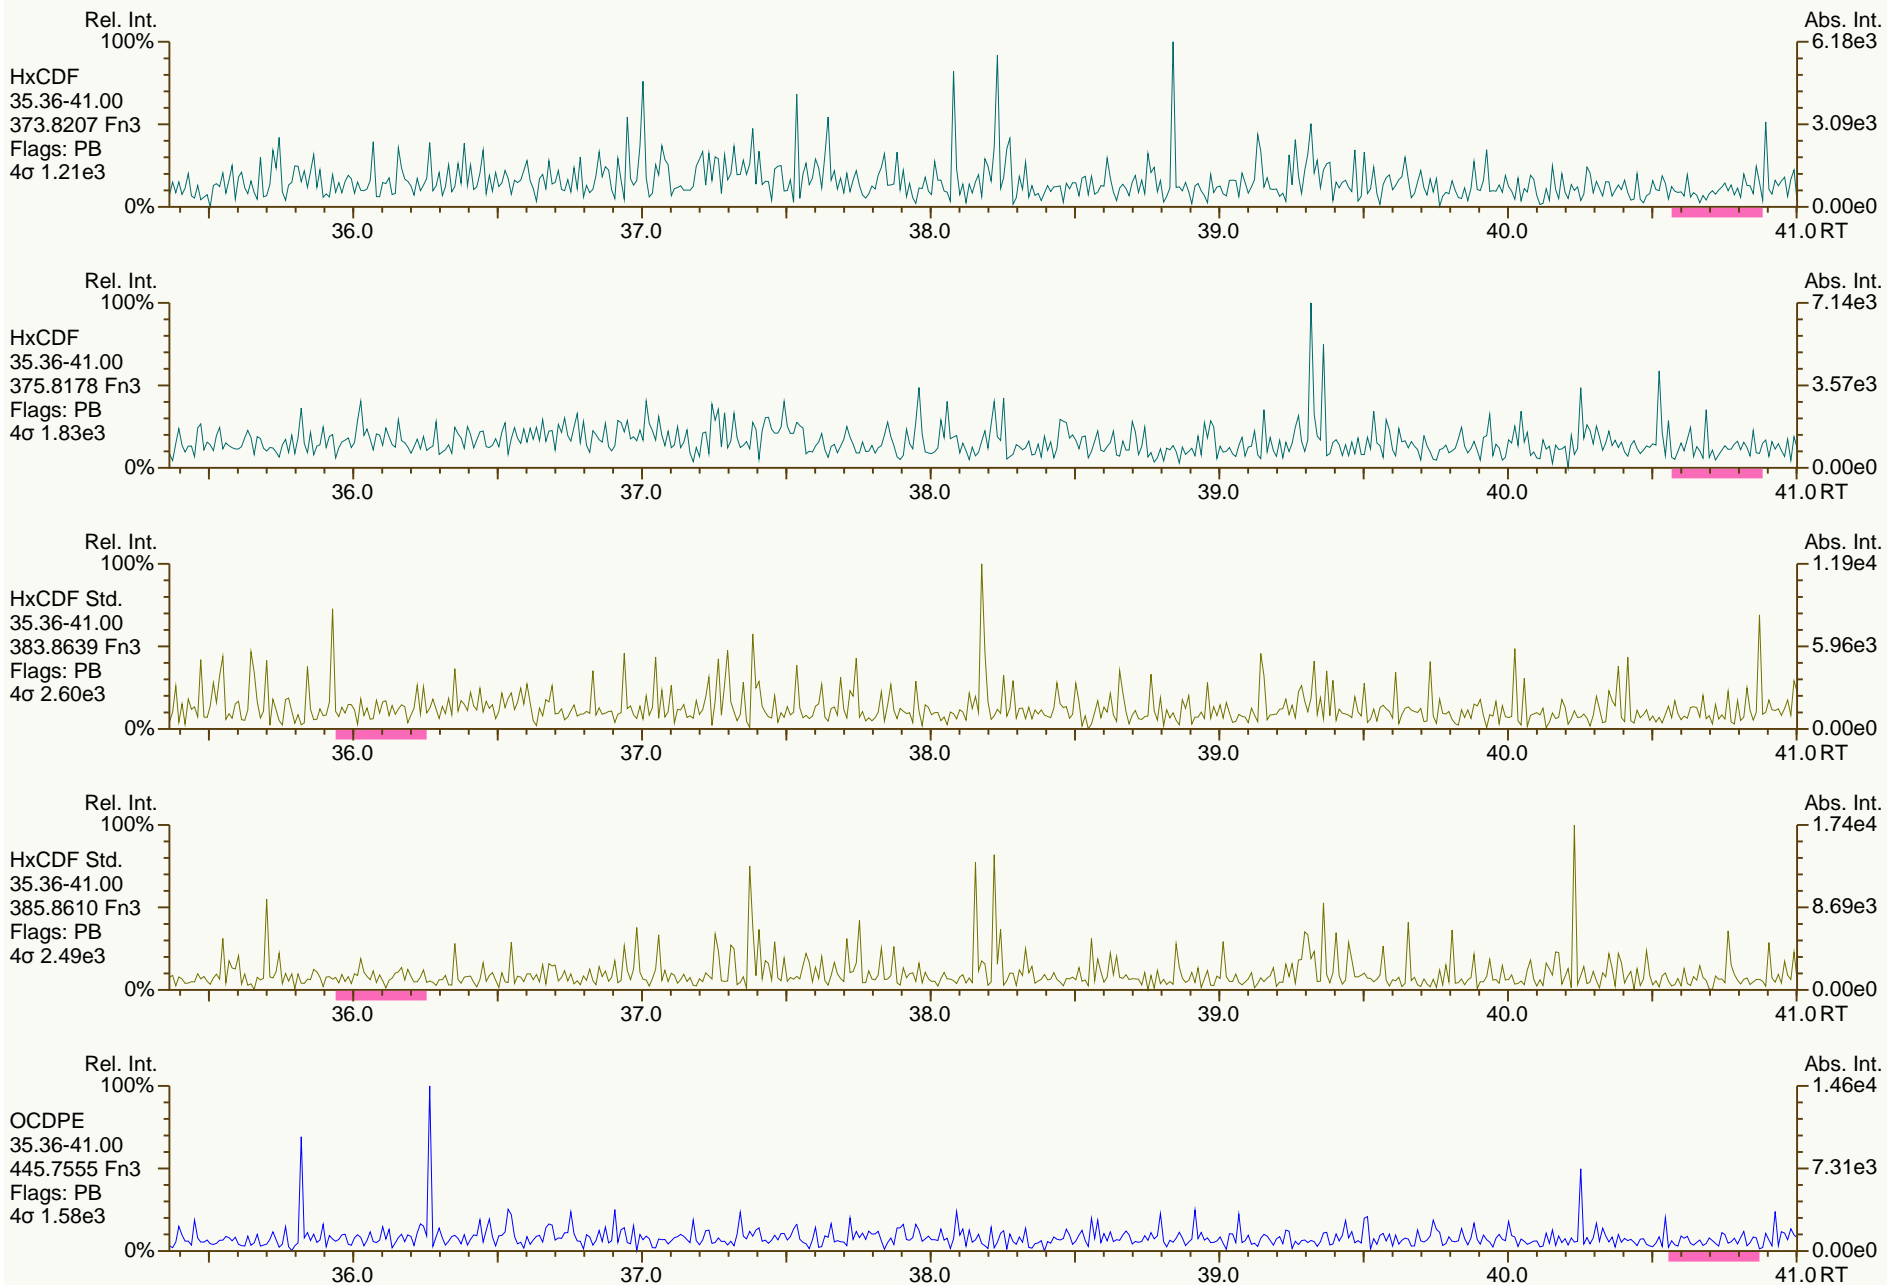 Rel. Int.
Abs. Int.
100%
6.18e3
HxCDF
35.36-41.00
373.8207 Fn3
Flags: PB
4σ 1.21e3
3.09e3
0%
0.00e0
36.0
37.0
38.0
39.0
40.0
41.0 RT
Rel. Int.
Abs. Int.
100%
7.14e3
HxCDF
35.36-41.00
375.8178 Fn3
Flags: PB
4σ 1.83e3
3.57e3
0%
0.00e0
36.0
37.0
38.0
39.0
40.0
41.0 RT
Rel. Int.
Abs. Int.
100%
1.19e4
HxCDF Std.
35.36-41.00
383.8639 Fn3
Flags: PB
4σ 2.60e3
5.96e3
0%
0.00e0
36.0
37.0
38.0
39.0
40.0
41.0 RT
Rel. Int.
Abs. Int.
100%
1.74e4
HxCDF Std.
35.36-41.00
385.8610 Fn3
Flags: PB
4σ 2.49e3
8.69e3
0%
0.00e0
36.0
37.0
38.0
39.0
40.0
41.0 RT
Rel. Int.
Abs. Int.
100%
1.46e4
OCDPE
35.36-41.00
445.7555 Fn3
Flags: PB
4σ 1.58e3
7.31e3
0%
0.00e0
36.0
37.0
38.0
39.0
40.0
41.0 RT